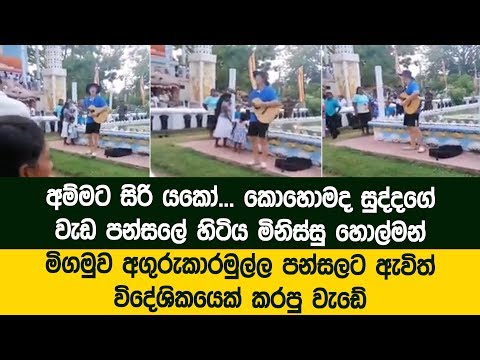 අම්මට සිරි යකෝ... කොහොමද සුද්දගේ
වැඩ පන්සලේ හිටිය මිනිස්සු හොල්මන්
මිගමුව අගුරුකාරමුල්ල පන්සලට ඇවිත්
විදේශිකයෙක් කරපු වැඩේ